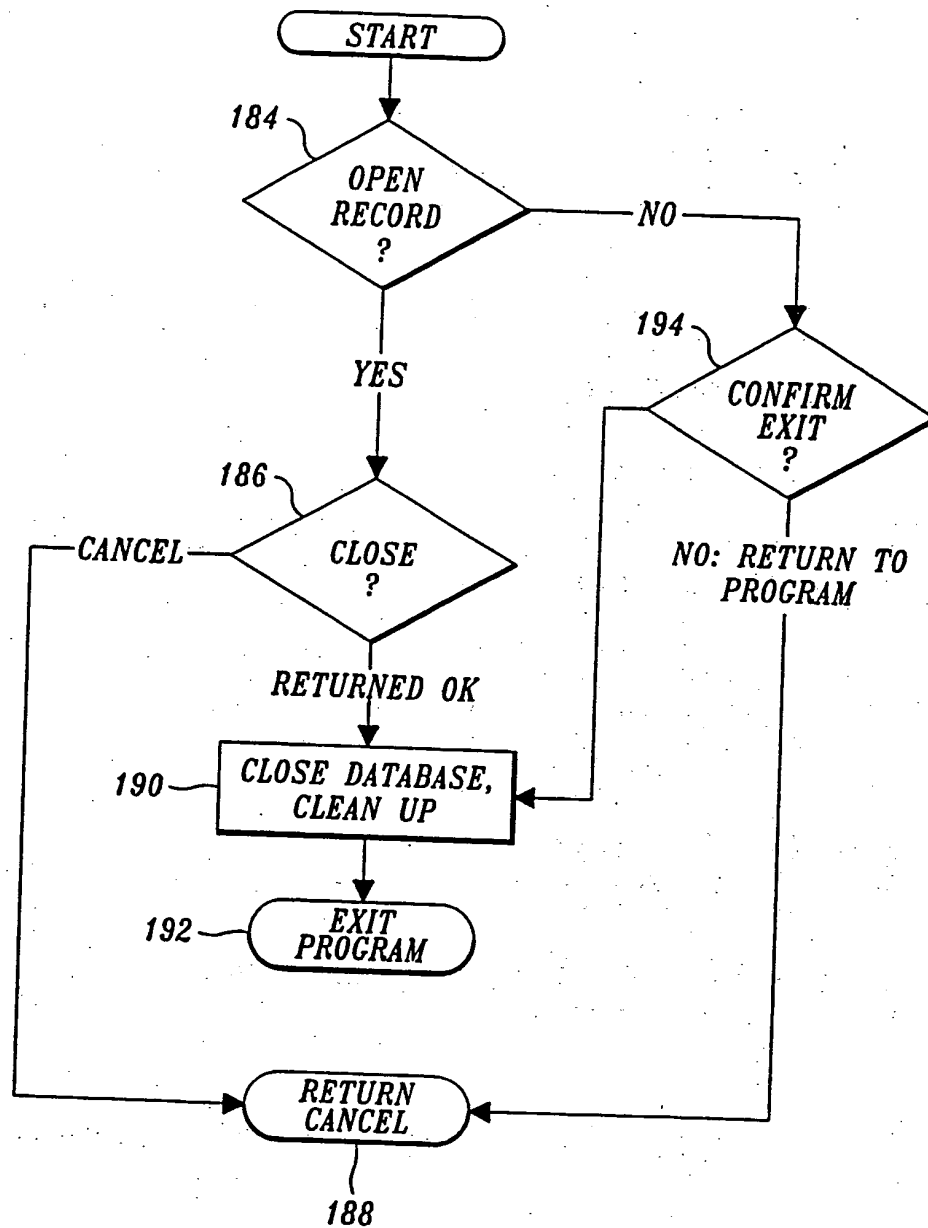 START
184
OPEN
RECORD
?
NO
194
YES
CONFIRM
EXIT
?
186
CANCEL
CLOSE
?
NO: RETURN TO
PROGRAM
RETURNED OK
190
CLOSE DATABASE,
CLEAN UP
192
EXIT
PROGRAM
RETURN
CANCEL
188